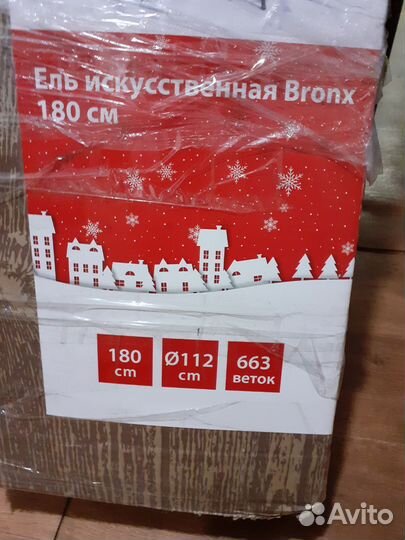 Ель искусственная Bronx
180 см
180
cm
Ø112
cm
663
веток
Avito